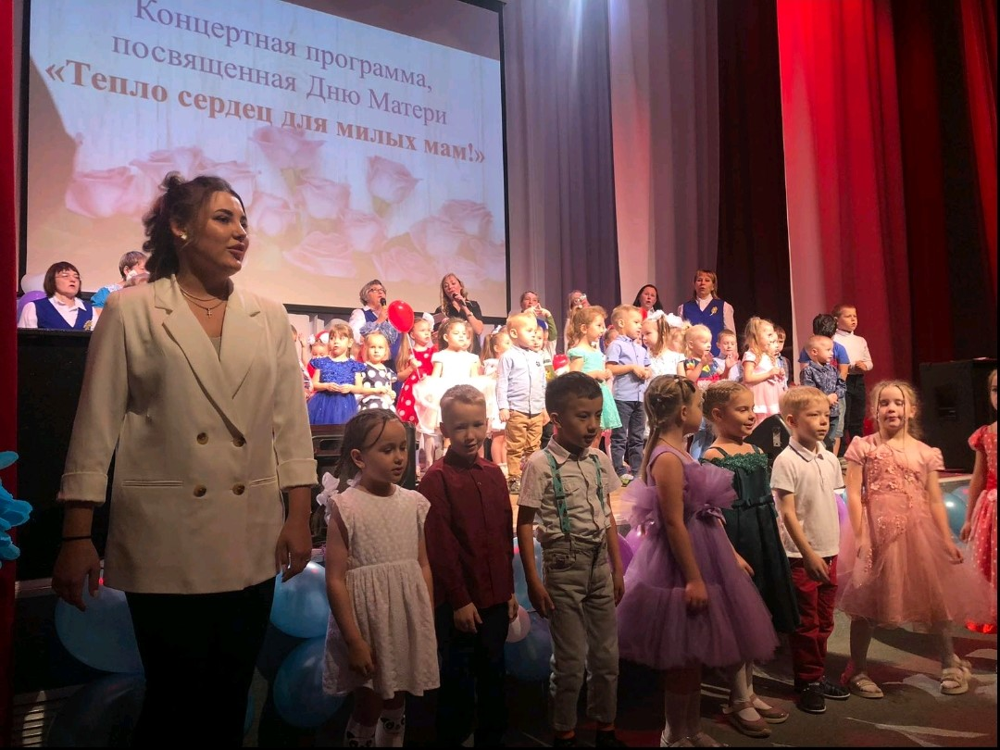 Концертная программа,
посвященная Дню Матери
«Тепло сердец для милых мам!»